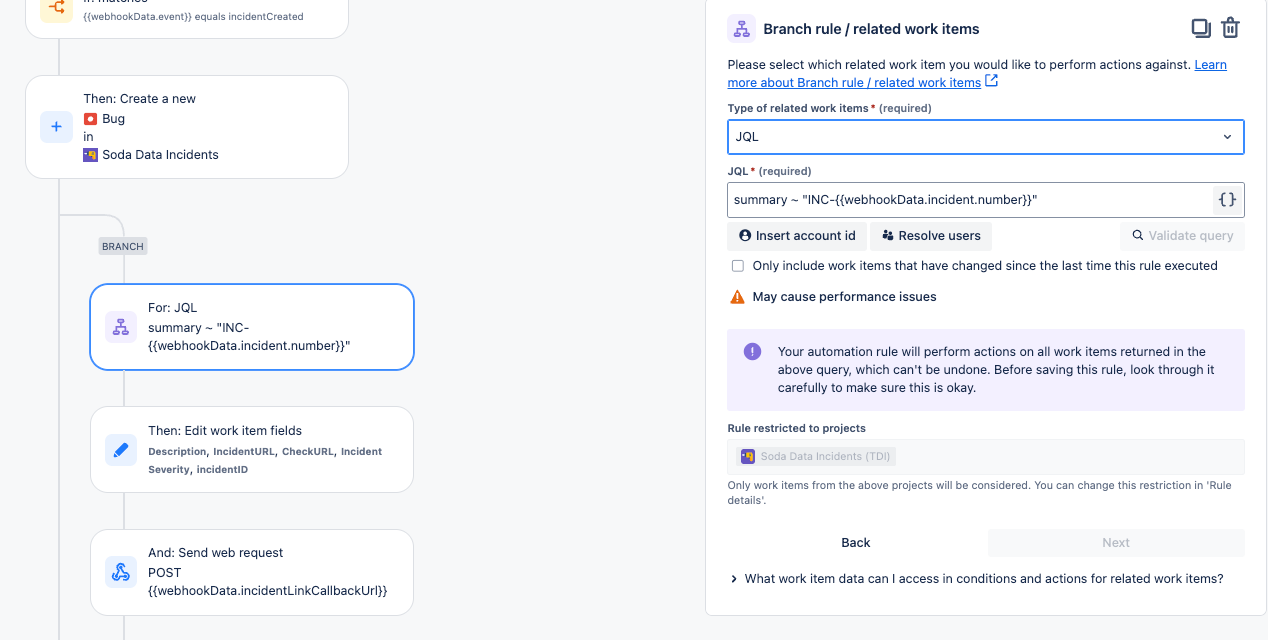 {{webhookData.event}} equals incidentCreated
Then: Create a new
Bug
in
Soda Data Incidents
BRANCH
For: JQL
summary ~ "INC-
{{webhookData.incident.number}}"
Then: Edit work item fields
Description, IncidentURL, CheckURL, Incident
Severity, incidentID
And: Send web request
POST
{{webhookData.incidentLinkCallbackUrl}}
Branch rule / related work items
Please select which related work item you would like to perform actions against. Learn
more about Branch rule / related work items
Type of related work items * (required)
JQL
JQL * (required)
summary ~ "INC-{{webhookData.incident.number}}"
{}
Insert account id
Resolve users
Validate query
Only include work items that have changed since the last time this rule executed
May cause performance issues
Your automation rule will perform actions on all work items returned in the
above query, which can't be undone. Before saving this rule, look through it
carefully to make sure this is okay.
Rule restricted to projects
Soda Data Incidents (TDI)
Only work items from the above projects will be considered. You can change this restriction in 'Rule
details'.
Back
Next
What work item data can I access in conditions and actions for related work items?